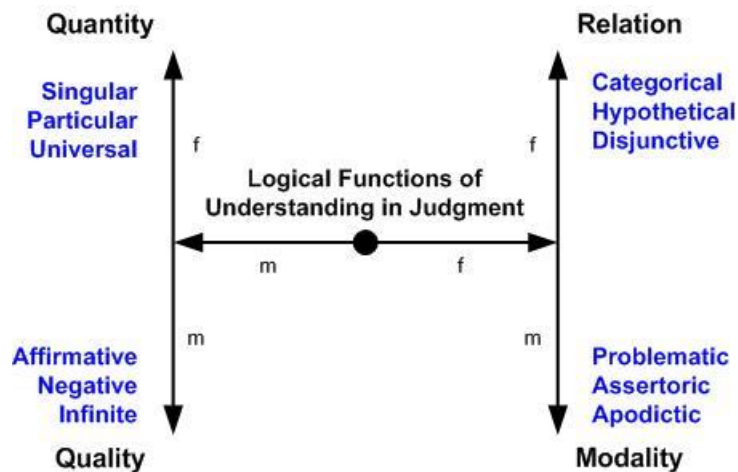 Quantity
Relation
Singular
Particular
Universal
Categorical
Hypothetical
Disjunctive
f
f
Logical Functions of
Understanding in Judgment
m
f
m
m
Affirmative
Negative
Infinite
Problematic
Assertoric
Apodictic
Quality
Modality